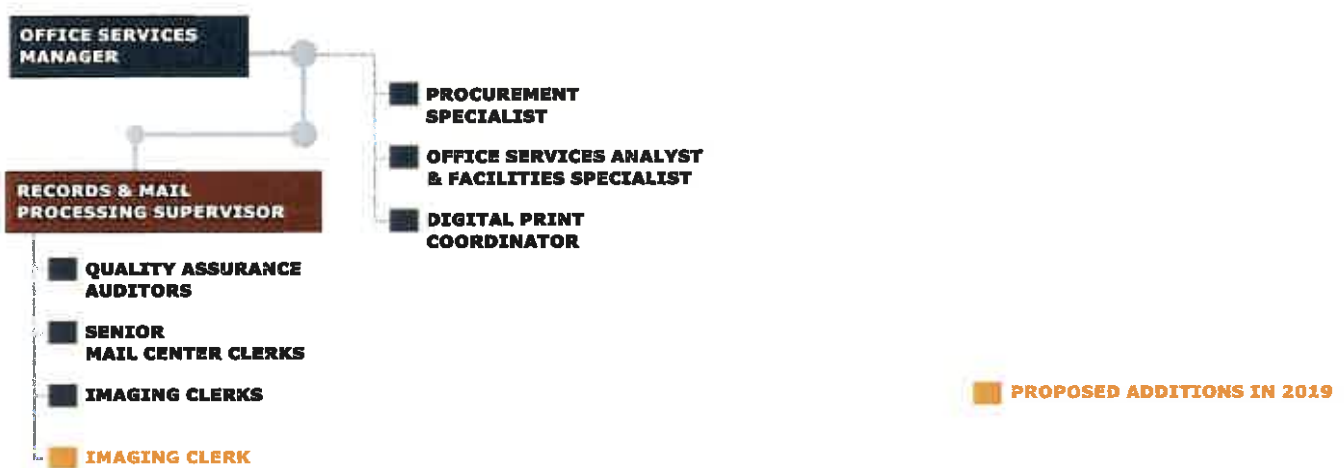 OFFICE SERVICES
MANAGER
PROCUREMENT
SPECIALIST
OFFICE SERVICES ANALYST
& FACILITIES SPECIALIST
DIGITAL PRINT
COORDINATOR
RECORDS & MAIL
PROCESSING SUPERVISOR
QUALITY ASSURANCE
AUDITORS
SENIOR
MAIL CENTER CLERKS
IMAGING CLERKS
IMAGING CLERK
PROPOSED ADDITIONS IN 2019